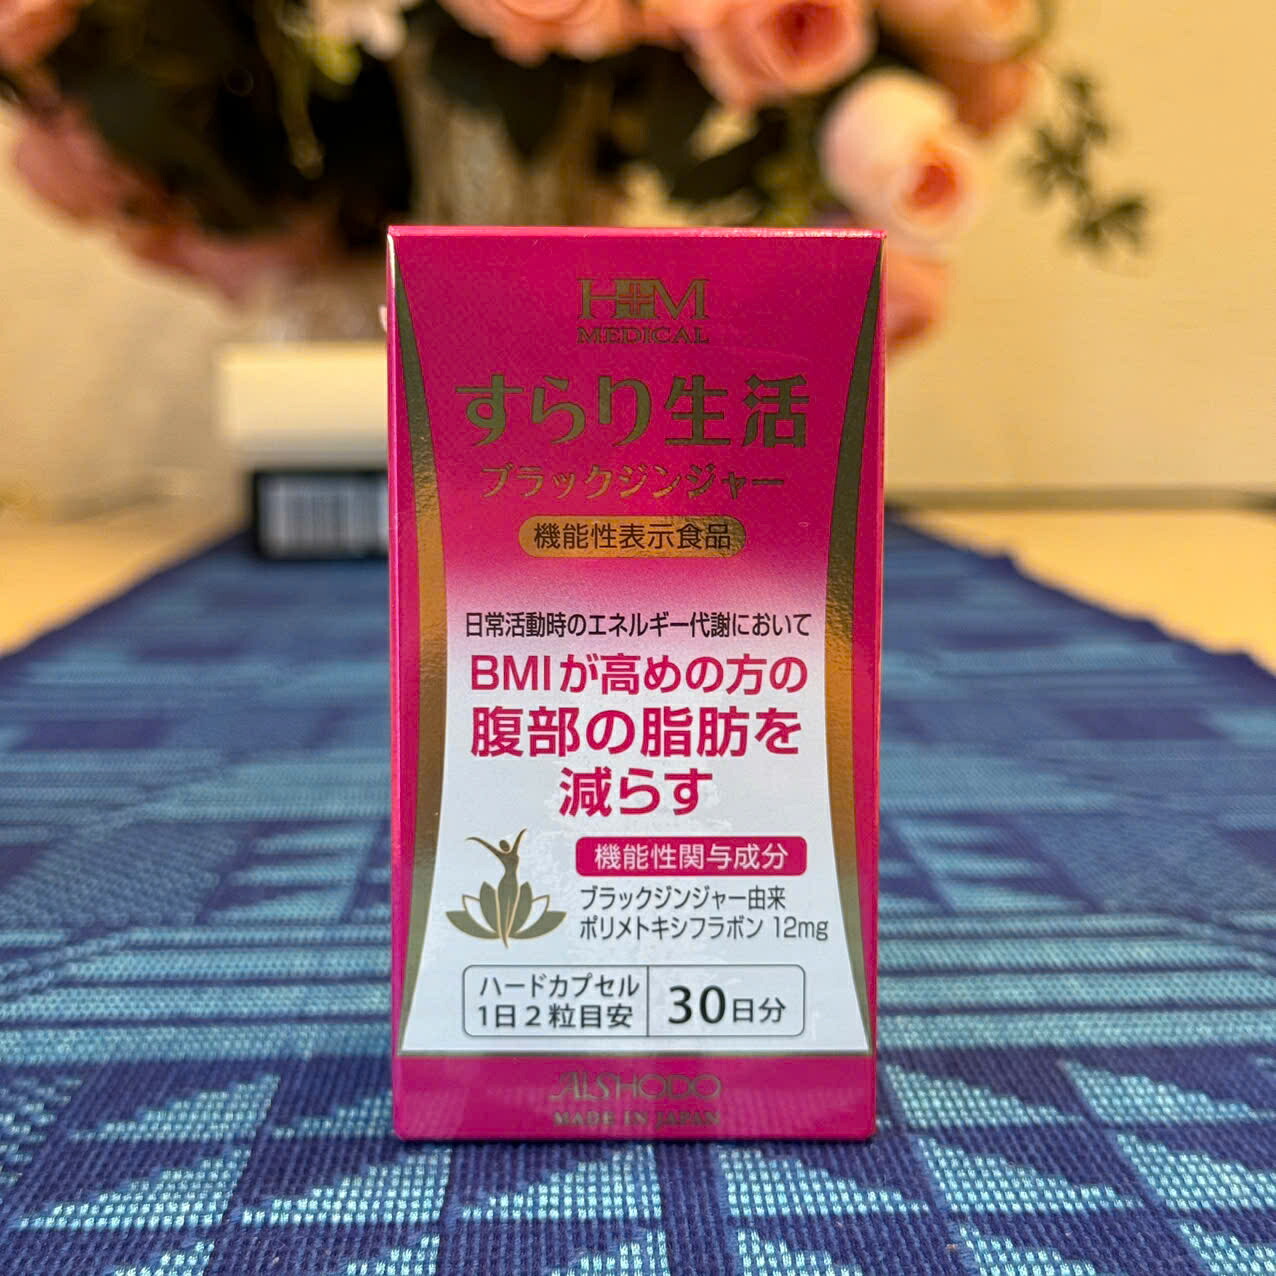 H+M
MEDICAL
すらり生活
ブラックジンジャー
機能性表示食品
日常活動時のエネルギー代謝において
BMIが高めの方の
腹部の脂肪を
減らす
機能性関与成分
ブラックジンジャー由来
ポリメトキシフラボン 12mg
ハードカプセル
1日2粒目安
30日分
AISHODO
MADE IN JAPAN